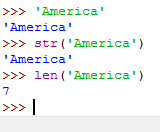 >>> 'America'
'America'
>>> str('America')
'America'
>>> len('America')
7
>>>